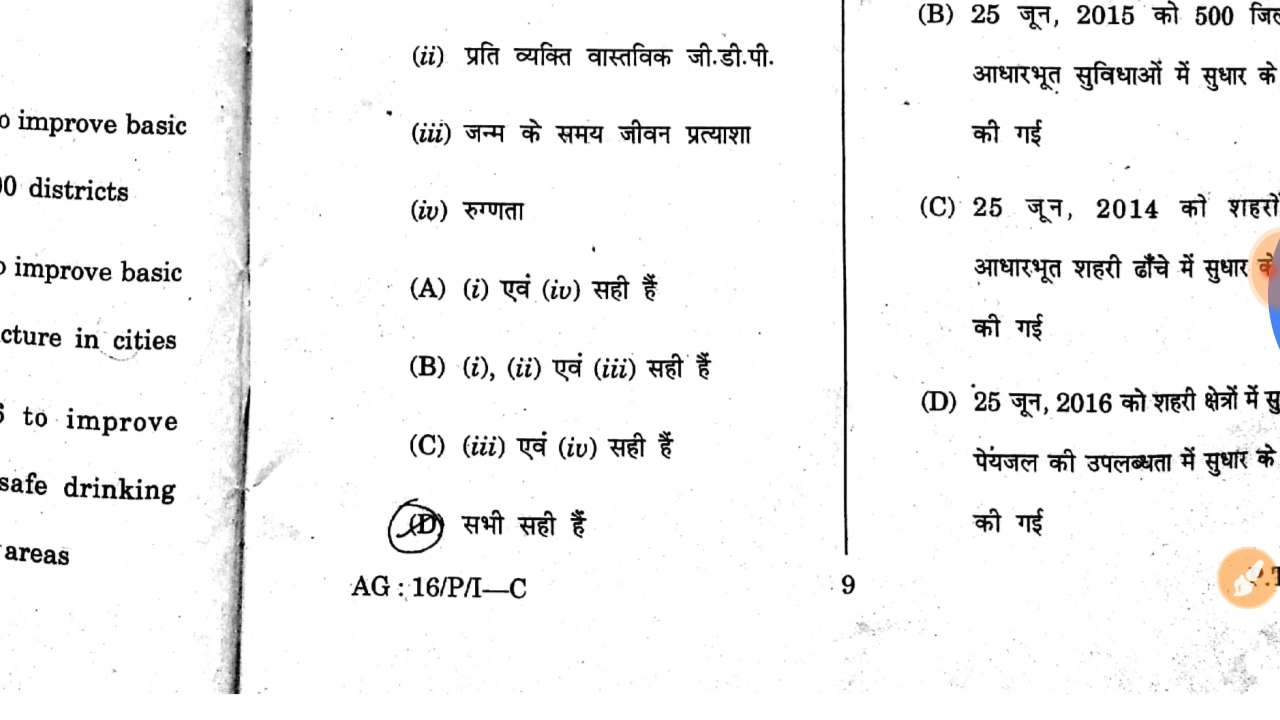 o improve basic
00 districts
o improve basic
cture in cities
6 to improve
safe drinking
areas
(ii) प्रति व्यक्ति वास्तविक जी.डी.पी.
(iii) जन्म के समय जीवन प्रत्याशा
(iv) रुग्णता
(A) (i) एवं (iv) सही हैं
(B) (i), (ii) एवं (iii) सही हैं
(C) (iii) एवं (iv) सही हैं
(D) सभी सही हैं
AG : 16/P/I—C
9
(B) 25 जून, 2015 को 500
आधारभूत सुविधाओं में सुधार के
की गई
(C) 25 जून, 2014 को शहरों
आधारभूत शहरी ढाँचे में सुधार के
की गई
(D) 25 जून, 2016 को शहरी क्षेत्रों में
पेयजल की उपलब्धता में सुधार के
की गई